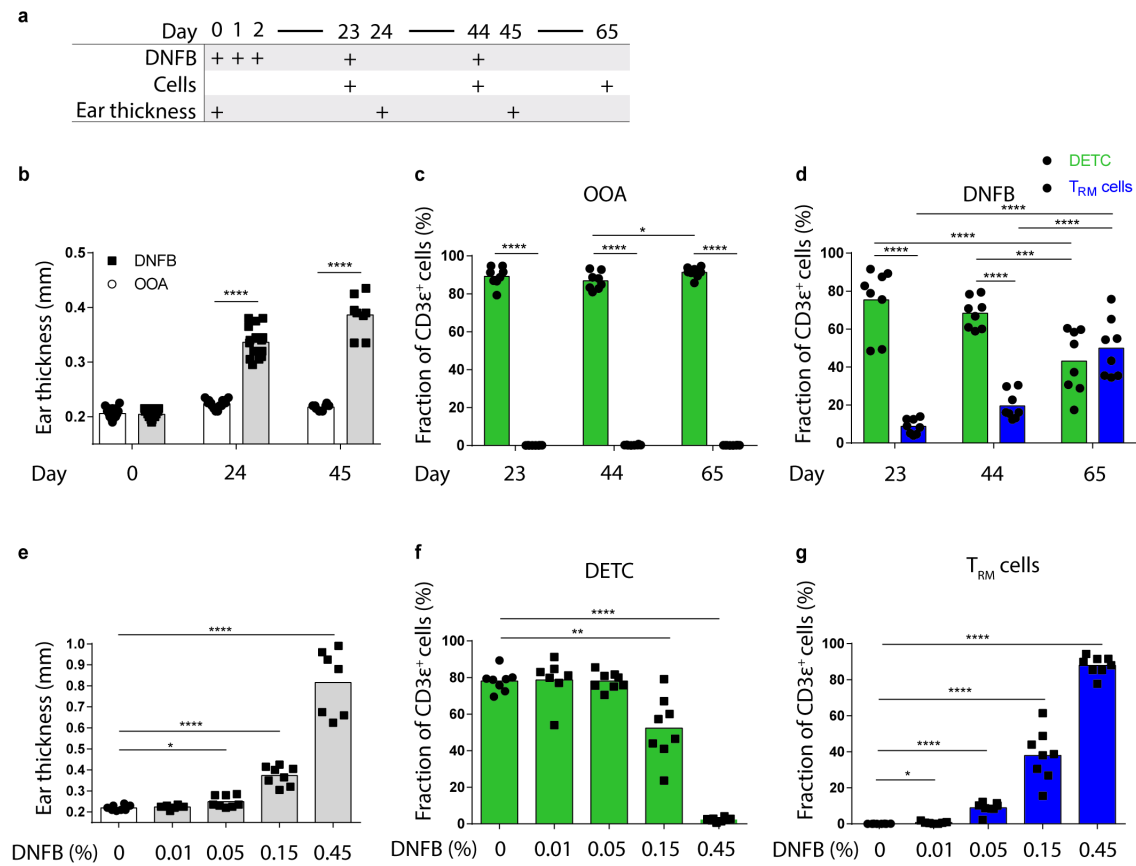 a
Day 0 1 2 23 24 44 45 65
DNFB + + + + +
Cells + + +
Ear thickness + + +
b
Ear thickness (mm)
0.5
0.4
0.3
0.2
DNFB
OOA
****
****
Day 0 24 45
c
OOA
Fraction of CD3ε+ cells (%)
100
80
60
40
20
0
*
**** **** ****
23 44 65
d
DETC
TRM cells
DNFB
Fraction of CD3ε+ cells (%)
100
80
60
40
20
0
****
**** ****
**** ***
****
Day 23 44 65
e
Ear thickness (mm)
1.0
0.9
0.8
0.7
0.6
0.5
0.4
0.3
0.2
****
****
*
DNFB (%) 0 0.01 0.05 0.15 0.45
f
DETC
Fraction of CD3ε+ cells (%)
100
80
60
40
20
0
****
**
DNFB (%) 0 0.01 0.05 0.15 0.45
g
TRM cells
Fraction of CD3ε+ cells (%)
100
80
60
40
20
0
****
****
****
*
DNFB (%) 0 0.01 0.05 0.15 0.45